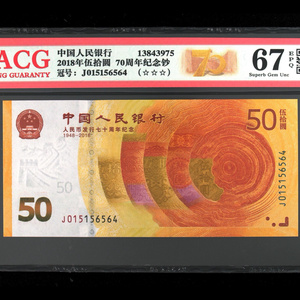 ACG
NG GUARANTY
中国人民银行 13843975
2018年伍拾圆 70周年纪念钞
冠号: J015156564 (☆☆☆)
70
67 EPQ
Superb Gem Unc
中国人民银行
人民币发行七十周年纪念
1948-2018
50
伍拾圆
50
50
J015156564
J015156564